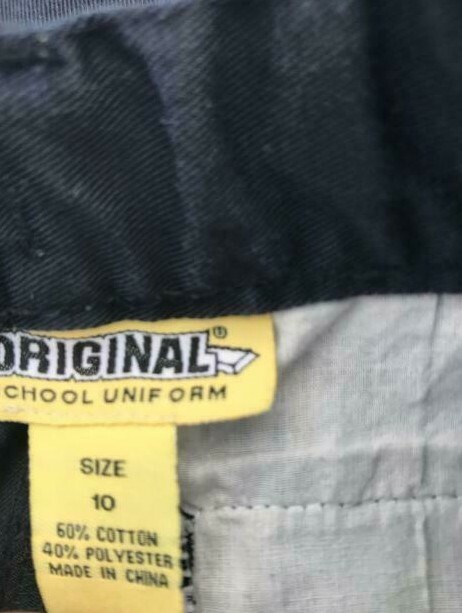 ORIGINAL®
CHOOL UNIFORM
SIZE
10
60% COTTON
40% POLYESTER
MADE IN CHINA